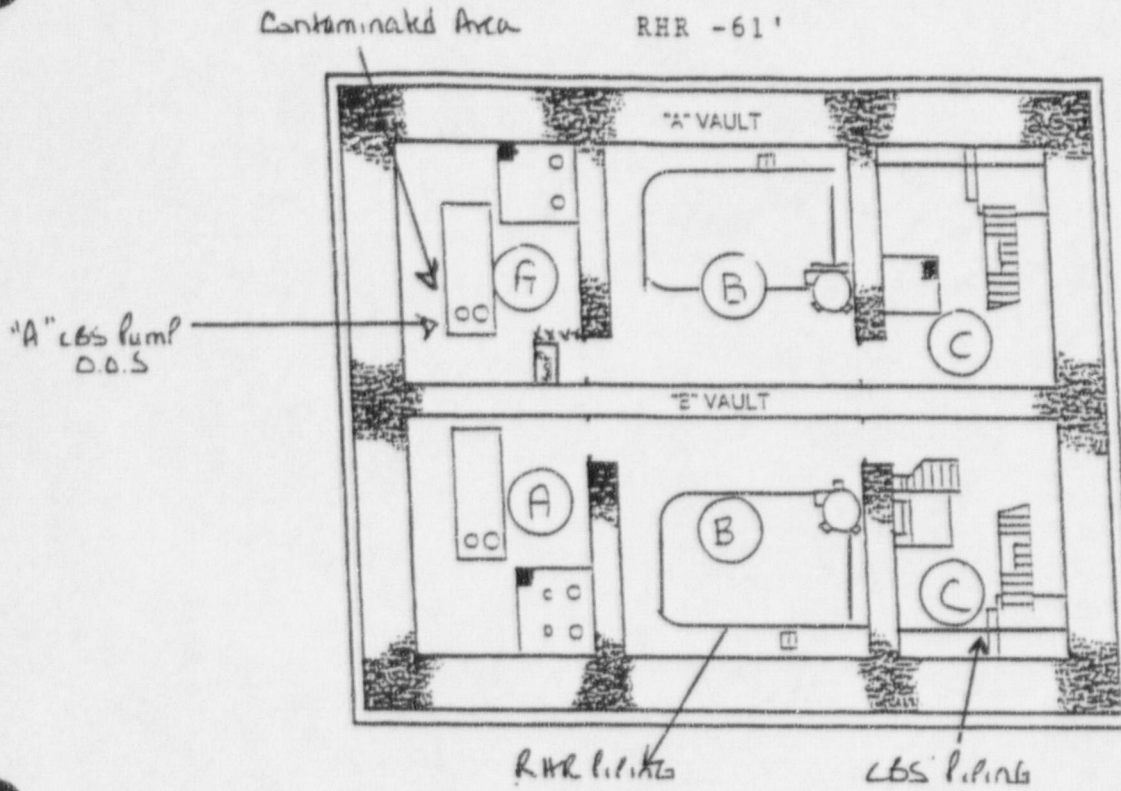 Contaminated Area
RHR -61'
"A" VAULT
A
B
C
"A" CBS Pump
O.O.S
"E" VAULT
A
B
C
RHR PIPING
CBS PIPING